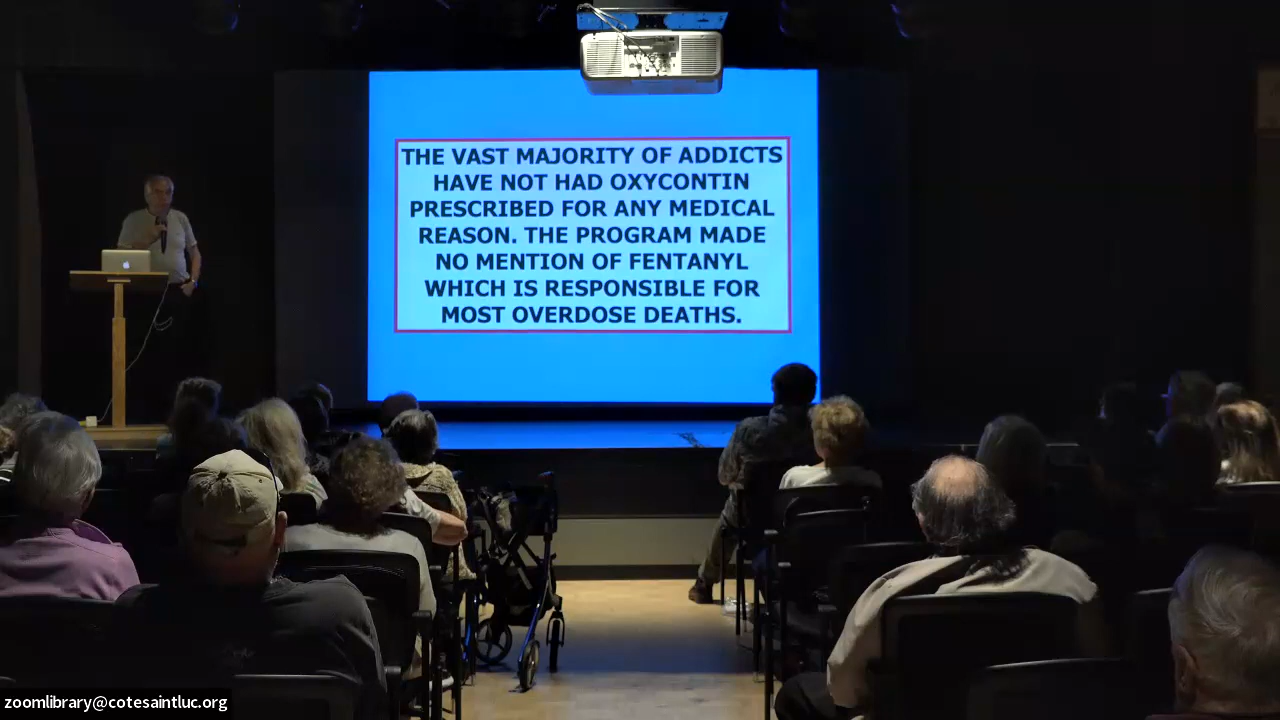 THE VAST MAJORITY OF ADDICTS
HAVE NOT HAD OXYCONTIN
PRESCRIBED FOR ANY MEDICAL
REASON. THE PROGRAM MADE
NO MENTION OF FENTANYL
WHICH IS RESPONSIBLE FOR
MOST OVERDOSE DEATHS.
zoomlibrary@cotesaintluc.org